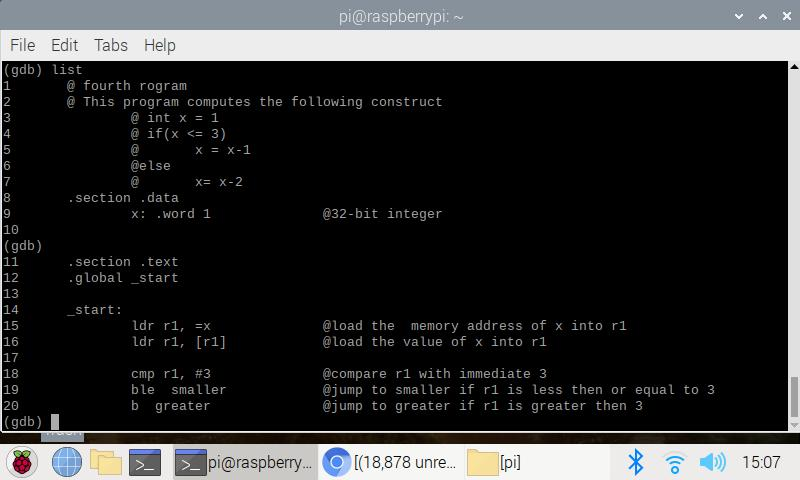 pi@raspberrypi: ~
File Edit Tabs Help
(gdb) list
1 @ fourth rogram
2 @ This program computes the following construct
3 @ int x = 1
4 @ if(x <= 3)
5 @ x = x-1
6 @else
7 @ x= x-2
8 .section .data
9 x: .word 1 @32-bit integer
10
(gdb)
11 .section .text
12 .global _start
13
14 _start:
15 ldr r1, =x @load the memory address of x into r1
16 ldr r1, [r1] @load the value of x into r1
17
18 cmp r1, #3 @compare r1 with immediate 3
19 ble smaller @jump to smaller if r1 is less then or equal to 3
20 b greater @jump to greater if r1 is greater then 3
(gdb)
>_ pi@raspberry... [(18,878 unre... [pi] 15:07